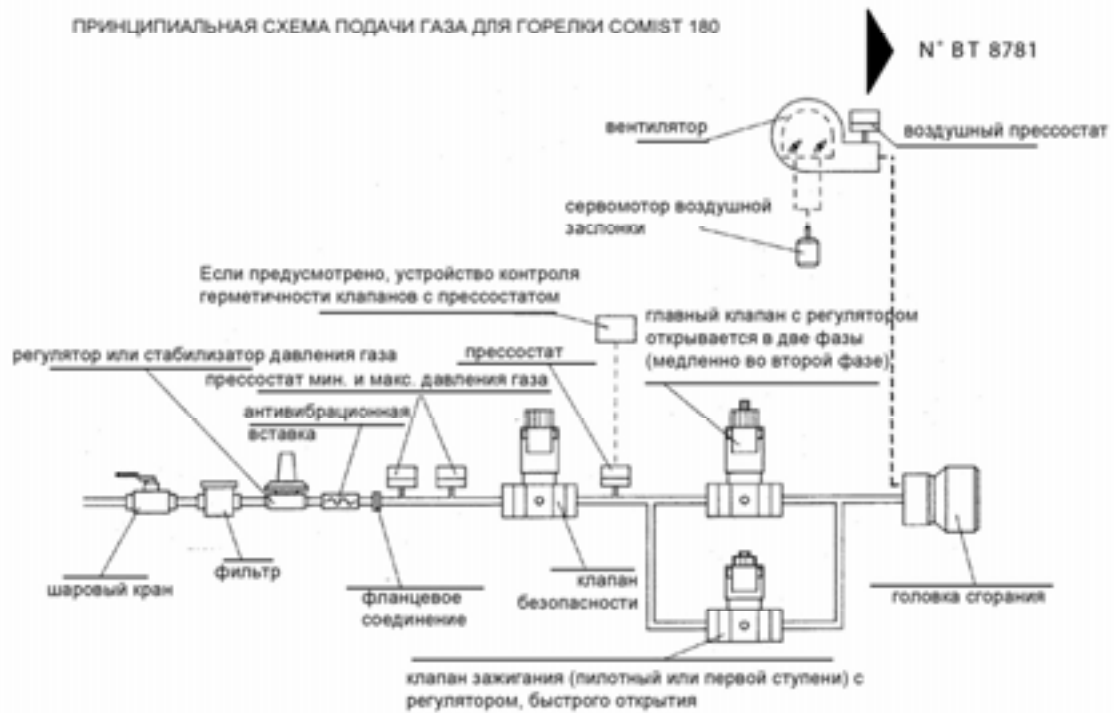 ПРИНЦИПИАЛЬНАЯ СХЕМА ПОДАЧИ ГАЗА ДЛЯ ГОРЕЛКИ COMIST 180
N° BT 8781
вентилятор
воздушный прессостат
сервомотор воздушной
заслонки
Если предусмотрено, устройство контроля
герметичности клапанов с прессостатом
главный клапан с регулятором
открывается в две фазы
(медленно во второй фазе)
регулятор или стабилизатор давления газа
прессостат
прессостат мин. и макс. давления газа
антивибрационная
вставка
шаровый кран
фильтр
фланцевое
соединение
клапан
безопасности
головка сгорания
клапан зажигания (пилотный или первой ступени) с
регулятором, быстрого открытия